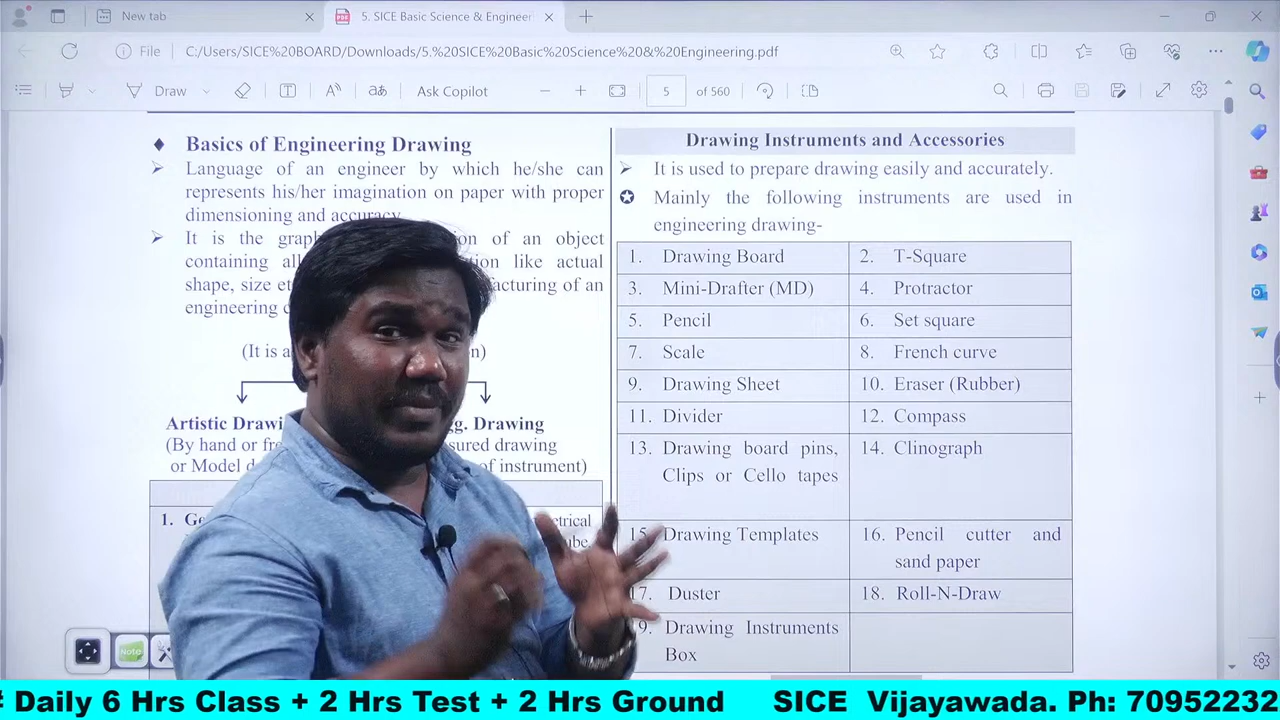 New tab
5. SICE Basic Science & Engineer
File
C:/Users/SICE%20BOARD/Downloads/5.%20SICE%20Basic%20Science%20&%20Engineering.pdf
Draw
Ask Copilot
5 of 560
♦ Basics of Engineering Drawing
➢ Language of an engineer by which he/she can
represents his/her imagination on paper with proper
dimensioning and accuracy.
➢ It is the of an object
containing all like actual
shape, size of an
engineering
(It is a
Artistic
(By hand or
or Model
Drawing
drawing
of instrument)
1.
Drawing Instruments and Accessories
➢ It is used to prepare drawing easily and accurately.
✪ Mainly the following instruments are used in
engineering drawing-
1. Drawing Board 2. T-Square
3. Mini-Drafter (MD) 4. Protractor
5. Pencil 6. Set square
7. Scale 8. French curve
9. Drawing Sheet 10. Eraser (Rubber)
11. Divider 12. Compass
13. Drawing board pins, 14. Clinograph
Clips or Cello tapes
15. Drawing Templates 16. Pencil cutter and
sand paper
17. Duster 18. Roll-N-Draw
Drawing Instruments
Box
Note
# Daily 6 Hrs Class + 2 Hrs Test + 2 Hrs Ground SICE Vijayawada. Ph: 70952232